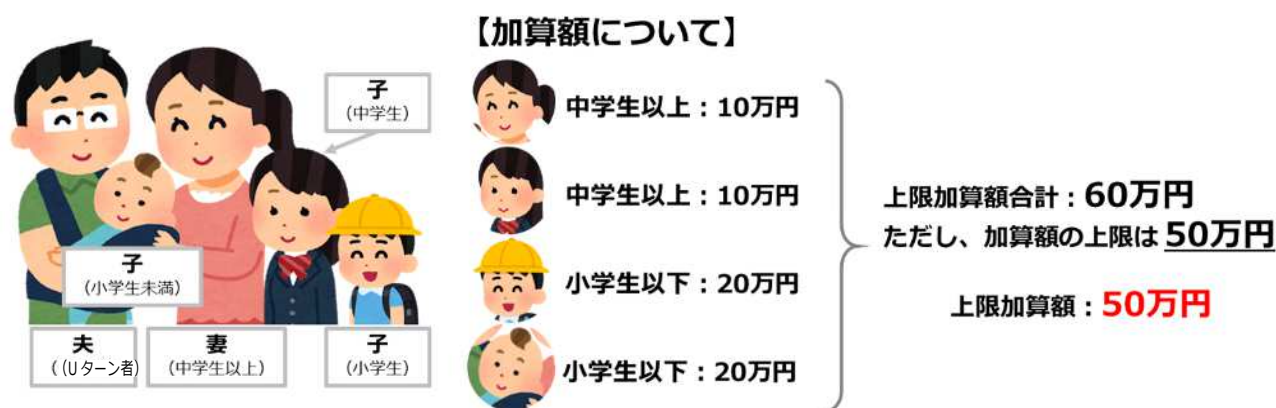 【加算額について】
子
（中学生）
子
（小学生未満）
夫
（（Uターン者）
妻
（中学生以上）
子
（小学生）
中学生以上：10万円
中学生以上：10万円
小学生以下：20万円
小学生以下：20万円
上限加算額合計：60万円
ただし、加算額の上限は 50万円
上限加算額：50万円